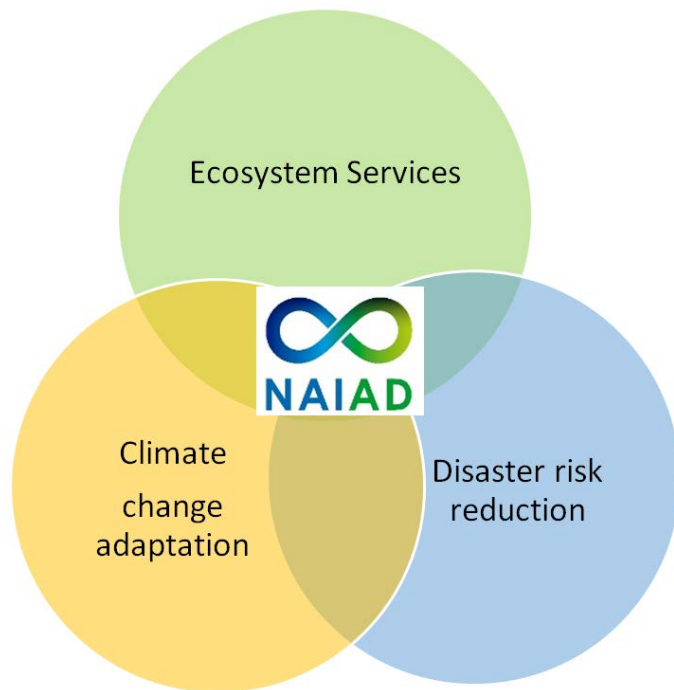 Ecosystem Services
NAIAD
Climate
change
adaptation
Disaster risk
reduction